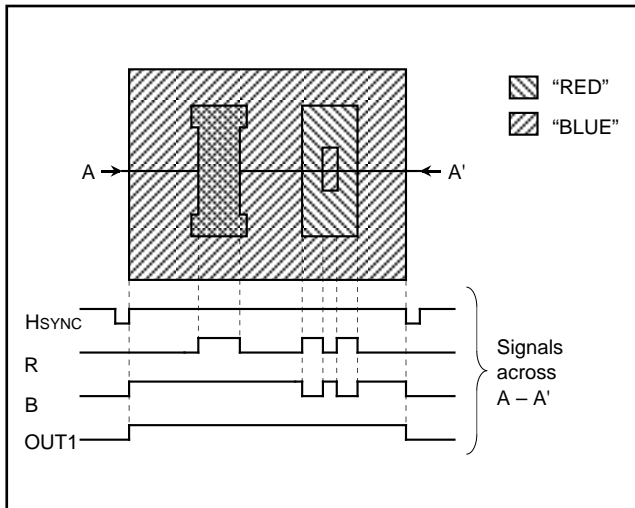 “RED”
“BLUE”
A
A'
HSYNC
R
B
OUT1
Signals
across
A – A'